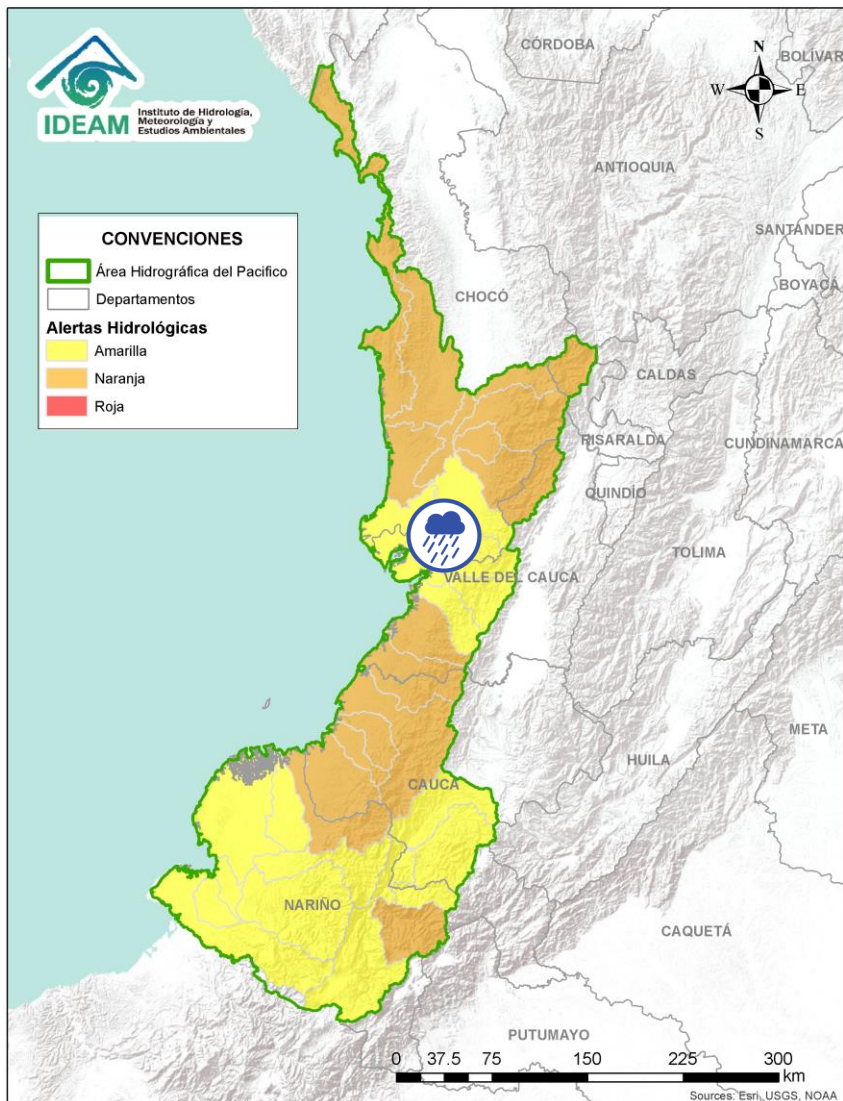 IDEAM
Instituto de Hidrología,
Meteorología y
Estudios Ambientales
CÓRDOBA
BOLÍVAR
N
W E
S
ANTIOQUIA
SANTANDER
BOYACÁ
CONVENCIONES
Área Hidrográfica del Pacifico
Departamentos
Alertas Hidrológicas
Amarilla
Naranja
Roja
CHOCÓ
CALDAS
RISARALDA
CUNDINAMARCA
QUINDÍO
TOLIMA
VALLE DEL CAUCA
META
HUILA
CAUCA
NARIÑO
CAQUETÁ
PUTUMAYO
0 37.5 75 150 225 300
km
Sources: Esri, USGS, NOAA